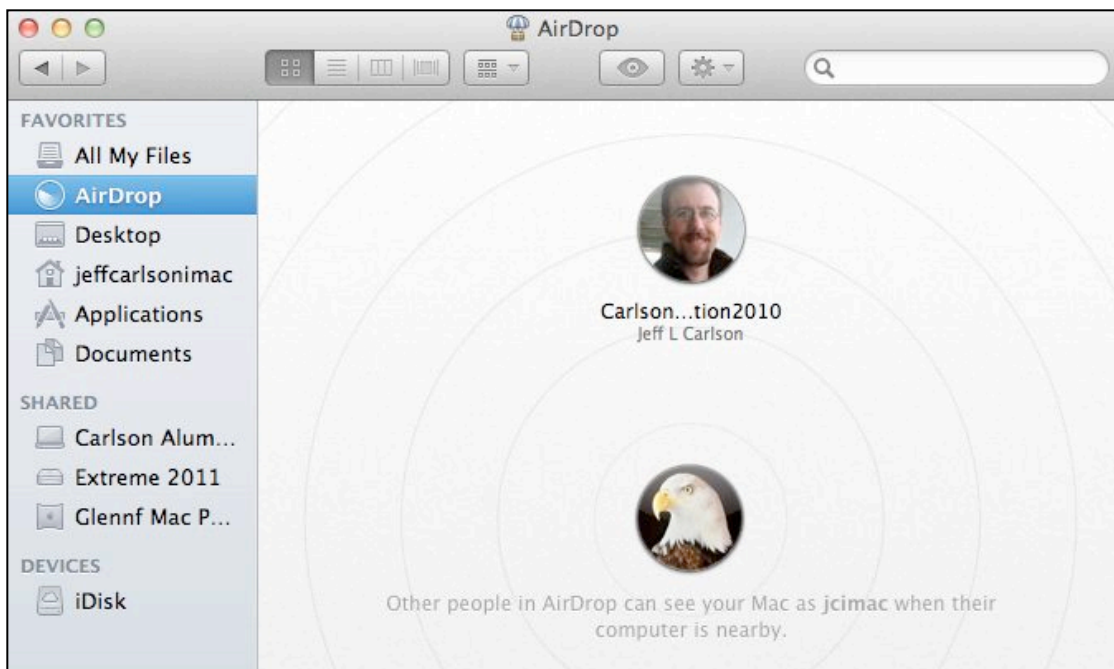 AirDrop
FAVORITES
All My Files
AirDrop
Desktop
jeffcarlsonimac
Applications
Documents
SHARED
Carlson Alum...
Extreme 2011
Glennf Mac P...
DEVICES
iDisk
Carlson...tion2010
Jeff L Carlson
Other people in AirDrop can see your Mac as jcimac when their
computer is nearby.